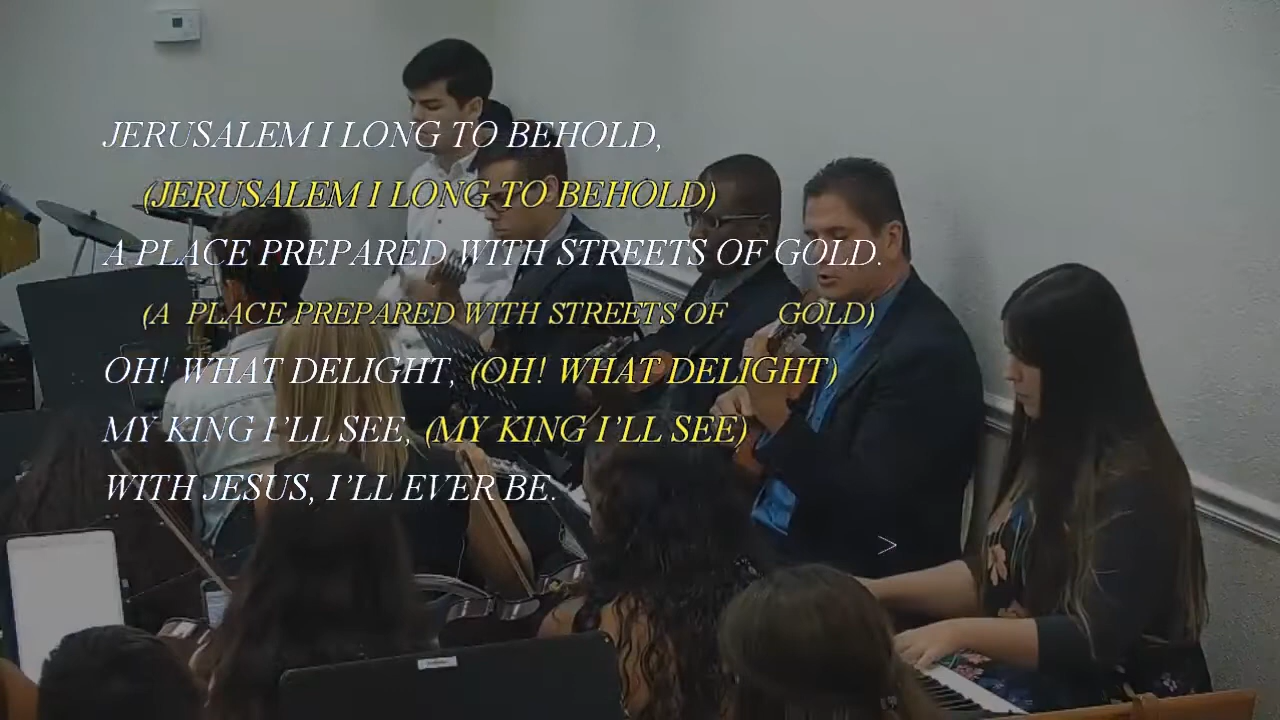 JERUSALEM I LONG TO BEHOLD,
(JERUSALEM I LONG TO BEHOLD)
A PLACE PREPARED WITH STREETS OF GOLD.
(A PLACE PREPARED WITH STREETS OF GOLD)
OH! WHAT DELIGHT, (OH! WHAT DELIGHT)
MY KING I'LL SEE, (MY KING I'LL SEE)
WITH JESUS, I'LL EVER BE.
>